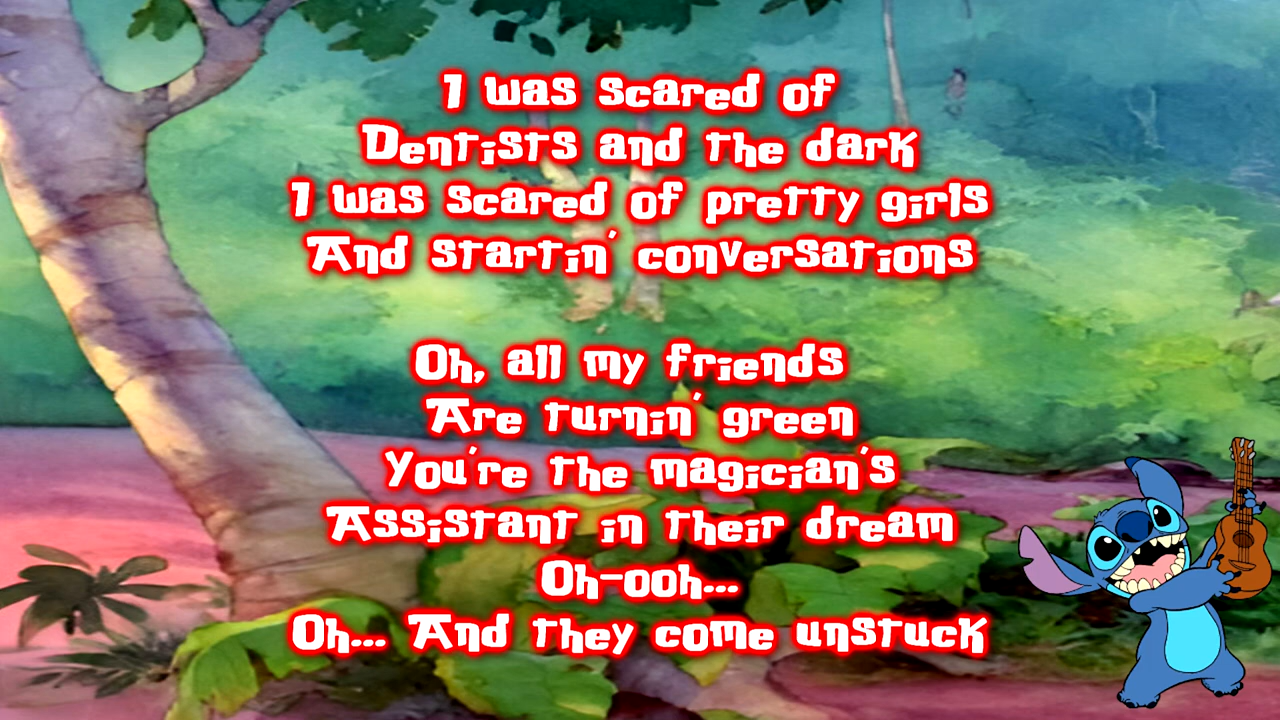 I was scared of
Dentists and the dark
I was scared of pretty girls
And startin' conversations
Oh, all my friends
Are turnin' green
You're the magician's
Assistant in their dream
Oh-ooh...
Oh... And they come unstuck